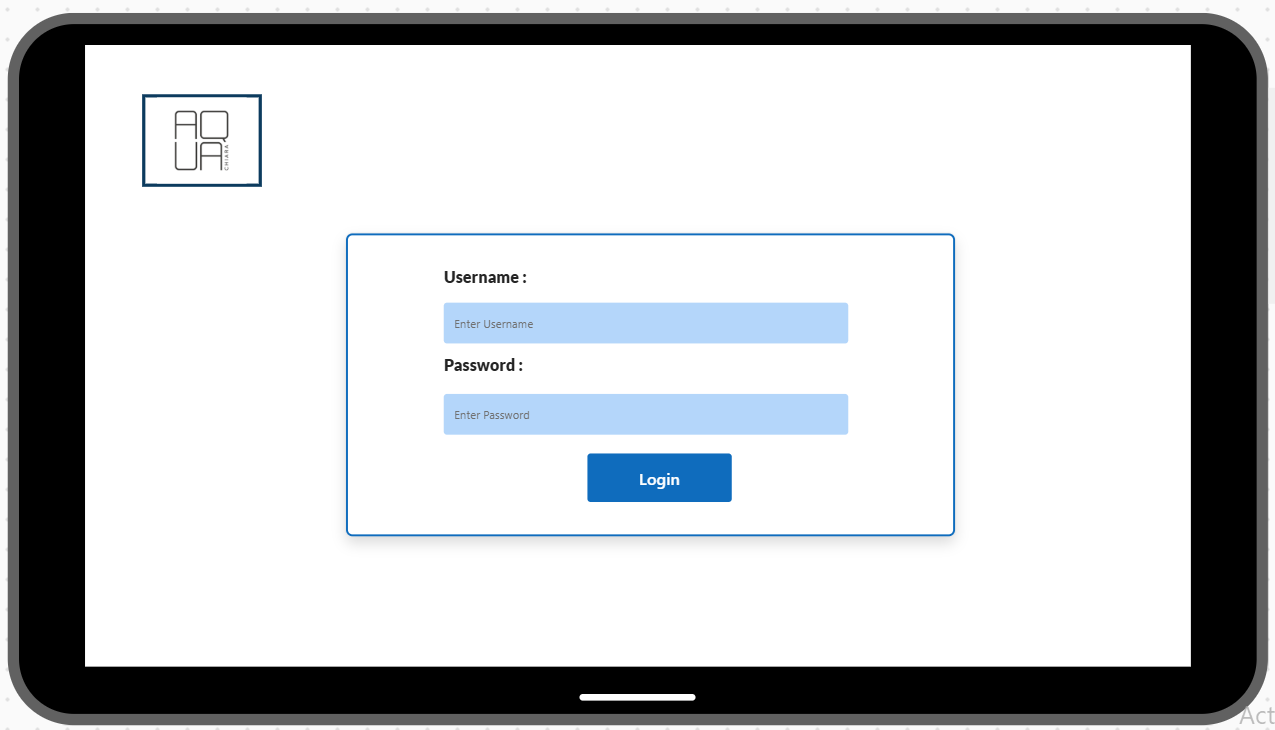 AQ
UA
CHIARA
Username :
Enter Username
Password :
Enter Password
Login
Act